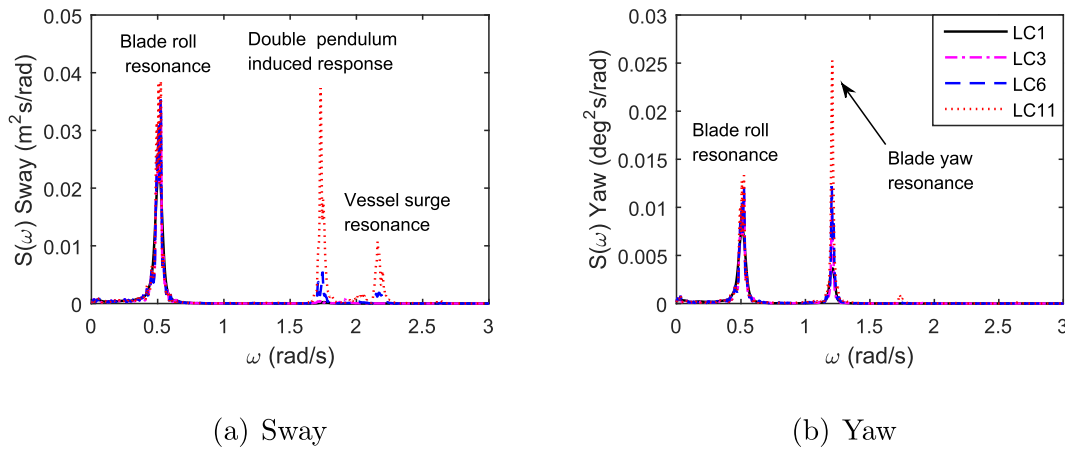 0.05
0.04
0.03
0.02
0.01
0
S(ω) Sway (m²s/rad)
Blade roll
resonance
Double pendulum
induced response
Vessel surge
resonance
0 0.5 1 1.5 2 2.5 3
ω (rad/s)
(a) Sway
0.03
0.025
0.02
0.015
0.01
0.005
0
S(ω) Yaw (deg²s/rad)
LC1
LC3
LC6
LC11
Blade roll
resonance
Blade yaw
resonance
0 0.5 1 1.5 2 2.5 3
ω (rad/s)
(b) Yaw